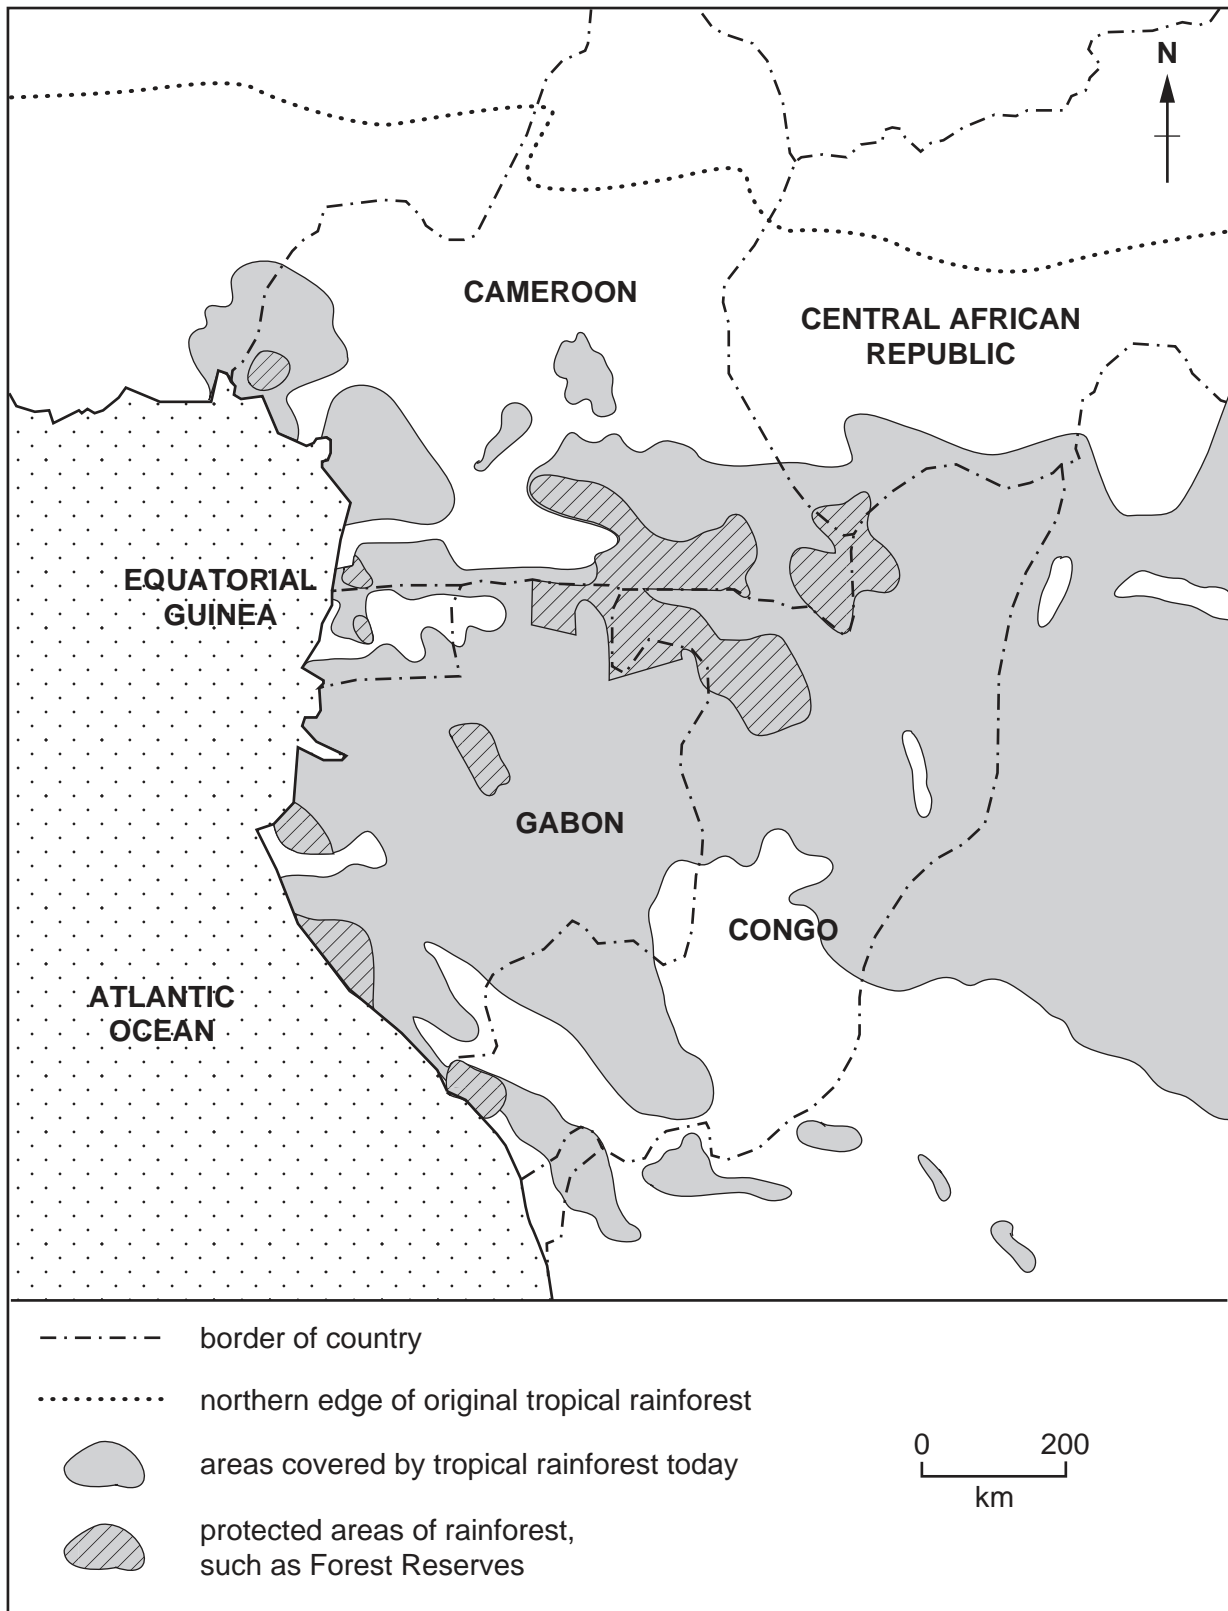 N
CAMEROON
CENTRAL AFRICAN
REPUBLIC
EQUATORIAL
GUINEA
GABON
CONGO
ATLANTIC
OCEAN
border of country
northern edge of original tropical rainforest
areas covered by tropical rainforest today
0 200
km
protected areas of rainforest,
such as Forest Reserves